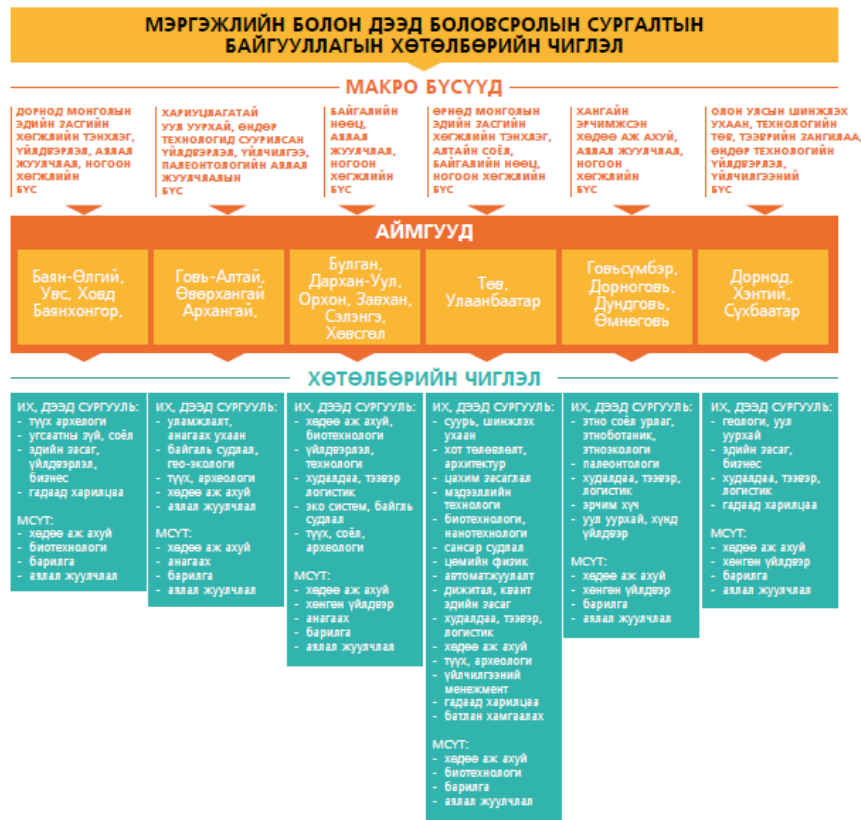 МЭРГЭЖЛИЙН БОЛОН ДЭЭД БОЛОВСРОЛЫН СУРГАЛТЫН
БАЙГУУЛЛАГЫН ХӨТӨЛБӨРИЙН ЧИГЛЭЛ
МАКРО БҮСҮҮД
ДОРНОД МОНГОЛЫН
ЭДИЙН ЗАСГИЙН
ХӨГЖЛИЙН ТЭНХЛЭГ,
ҮЙЛДВЭРЛЭЛ, АЯЛАЛ
ЖУУЛЧЛАЛ, НОГООН
ХӨГЖЛИЙН
БҮС
ХАРИУЦЛАГАТАЙ
УУЛ УУРХАЙ, ӨНДӨР
ТЕХНОЛОГИД СУУРИЛСАН
ҮЙЛДВЭРЛЭЛ, ҮЙЛЧИЛГЭЭ,
ПАЛЕОНТОЛОГИЙН АЯЛАЛ
ЖУУЛЧЛАЛЫН
БҮС
БАЙГАЛИЙН
НӨӨЦ,
АЯЛАЛ
ЖУУЛЧЛАЛ,
НОГООН
ХӨГЖЛИЙН
БҮС
ӨРНӨД МОНГОЛЫН
ЭДИЙН ЗАСГИЙН
ХӨГЖЛИЙН ТЭНХЛЭГ,
АЛТАЙН СОЁЛ,
БАЙГАЛИЙН НӨӨЦ,
НОГООН ХӨГЖЛИЙН
БҮС
ХАНГАЙН
ЭРЧИМЖСЭН
ХӨДӨӨ АЖ АХУЙ,
АЯЛАЛ ЖУУЛЧЛАЛ,
НОГООН
ХӨГЖЛИЙН
БҮС
ОЛОН УЛСЫН ШИНЖЛЭХ
УХААН, ТЕХНОЛОГИЙН
ТӨВ, ТЭЭВРИЙН ЗАНГИЛАА,
ӨНДӨР ТЕХНОЛОГИЙН
ҮЙЛДВЭРЛЭЛ,
ҮЙЛЧИЛГЭЭНИЙ
БҮС
АЙМГУУД
Баян-Өлгий,
Увс, Ховд
Баянхонгор,
Говь-Алтай,
Өвөрхангай
Архангай,
Булган,
Дархан-Уул,
Орхон, Завхан,
Сэлэнгэ,
Хөвсгөл
Төв,
Улаанбаатар
Говьсүмбэр,
Дорноговь,
Дундговь,
Өмнөговь
Дорнод,
Хэнтий,
Сүхбаатар
ХӨТӨЛБӨРИЙН ЧИГЛЭЛ
ИХ, ДЭЭД СУРГУУЛЬ:
- түүх археологи
- угсаатны зүй, соёл
- эдийн засаг,
үйлдвэрлэл,
бизнес
- гадаад харилцаа
МСҮТ:
- хөдөө аж ахуй
- биотехнологи
- барилга
- аялал жуулчлал
ИХ, ДЭЭД СУРГУУЛЬ:
- уламжлалт,
анагаах ухаан
- байгаль судлал,
гео-экологи
- түүх, археологи
- хөдөө аж ахуй
- аялал жуулчлал
МСҮТ:
- хөдөө аж ахуй
- анагаах
- барилга
- аялал жуулчлал
ИХ, ДЭЭД СУРГУУЛЬ:
- хөдөө аж ахуй,
биотехнологи
- үйлдвэрлэл,
технологи
- худалдаа, тээвэр
логистик
- эко систем, байгль
судлал
- түүх, соёл,
археологи
МСҮТ:
- хөдөө аж ахуй
- хөнгөн үйлдвэр
- анагаах
- барилга
- аялал жуулчлал
ИХ, ДЭЭД СУРГУУЛЬ:
- суурь, шинжлэх
ухаан
- хот төлөвлөлт,
архитектур
- цахим засаглал
- мэдээллийн
технологи
- биотехнологи,
нанотехнологи
- сансар судлал
- цөмийн физик
- автоматжуулалт
- дижитал, квант
эдийн засаг
- худалдаа, тээвэр,
логистик
- хөдөө аж ахуй
- түүх, археологи
- үйлчилгээний
менежмент
- гадаад харилцаа
- батлан хамгаалах
МСҮТ:
- хөдөө аж ахуй
- биотехнологи
- барилга
- аялал жуулчлал
ИХ, ДЭЭД СУРГУУЛЬ:
- этно соёл урлаг,
этноботаник,
этноэкологи
- палеонтологи
- худалдаа, тээвэр,
логистик
- эрчим хүч
- уул уурхай, хүнд
үйлдвэр
МСҮТ:
- хөдөө аж ахуй
- хөнгөн үйлдвэр
- барилга
- аялал жуулчлал
ИХ, ДЭЭД СУРГУУЛЬ:
- геологи, уул
уурхай
- эдийн засаг,
бизнес
- худалдаа, тээвэр,
логистик
- гадаад харилцаа
МСҮТ:
- хөдөө аж ахуй
- хөнгөн үйлдвэр
- барилга
- аялал жуулчлал